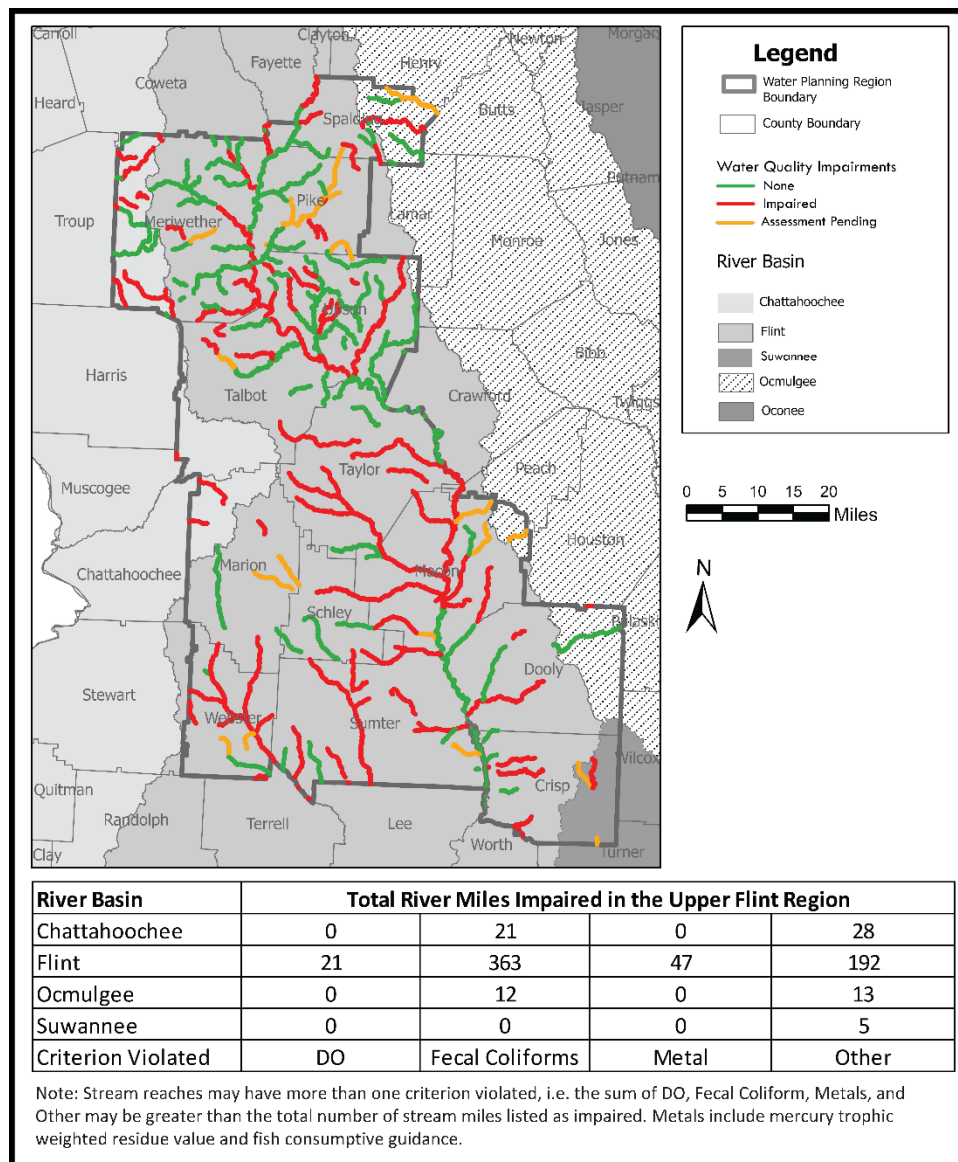 Carroll
Clayton
Newton
Morgan
Fayette
Henry
Coweta
Heard
Butts
Jasper
Spalding
Putnam
Troup
Meriwether
Pike
Lamar
Monroe
Jones
Upson
Bibb
Harris
Talbot
Crawford
Twiggs
Taylor
Peach
Muscogee
Houston
Chattahoochee
Marion
Macon
Schley
Pulaski
Dooly
Stewart
Webster
Sumter
Wilcox
Quitman
Crisp
Randolph
Terrell
Lee
Worth
Clay
Turner
Legend
Water Planning Region
Boundary
County Boundary
Water Quality Impairments
None
Impaired
Assessment Pending
River Basin
Chattahoochee
Flint
Suwannee
Ocmulgee
Oconee
0 5 10 15 20
Miles
N
River Basin Total River Miles Impaired in the Upper Flint Region
Chattahoochee 0 21 0 28
Flint 21 363 47 192
Ocmulgee 0 12 0 13
Suwannee 0 0 0 5
Criterion Violated DO Fecal Coliforms Metal Other
Note: Stream reaches may have more than one criterion violated, i.e. the sum of DO, Fecal Coliform, Metals, and
Other may be greater than the total number of stream miles listed as impaired. Metals include mercury trophic
weighted residue value and fish consumptive guidance.